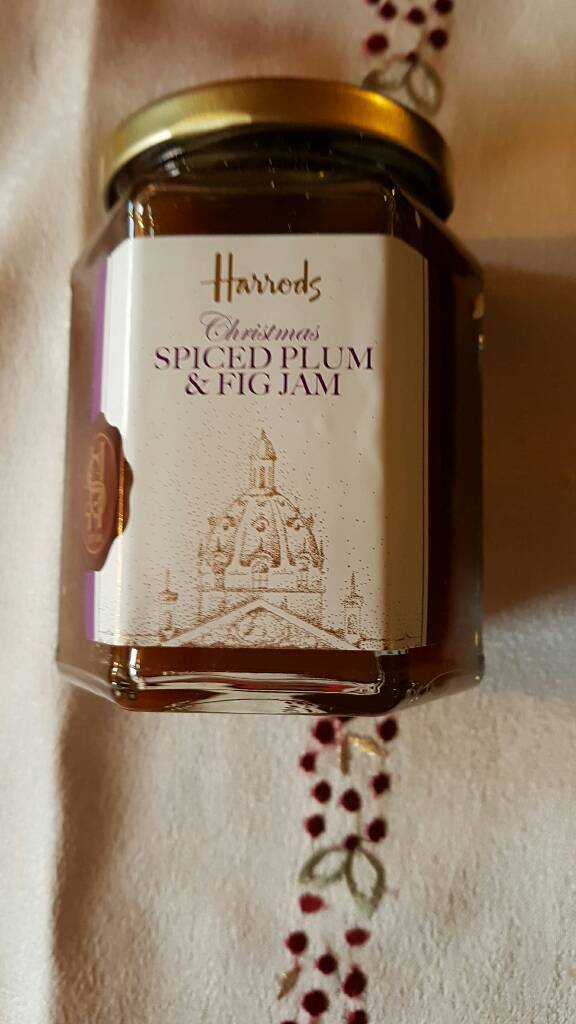 Harrods
Christmas
SPICED PLUM
& FIG JAM